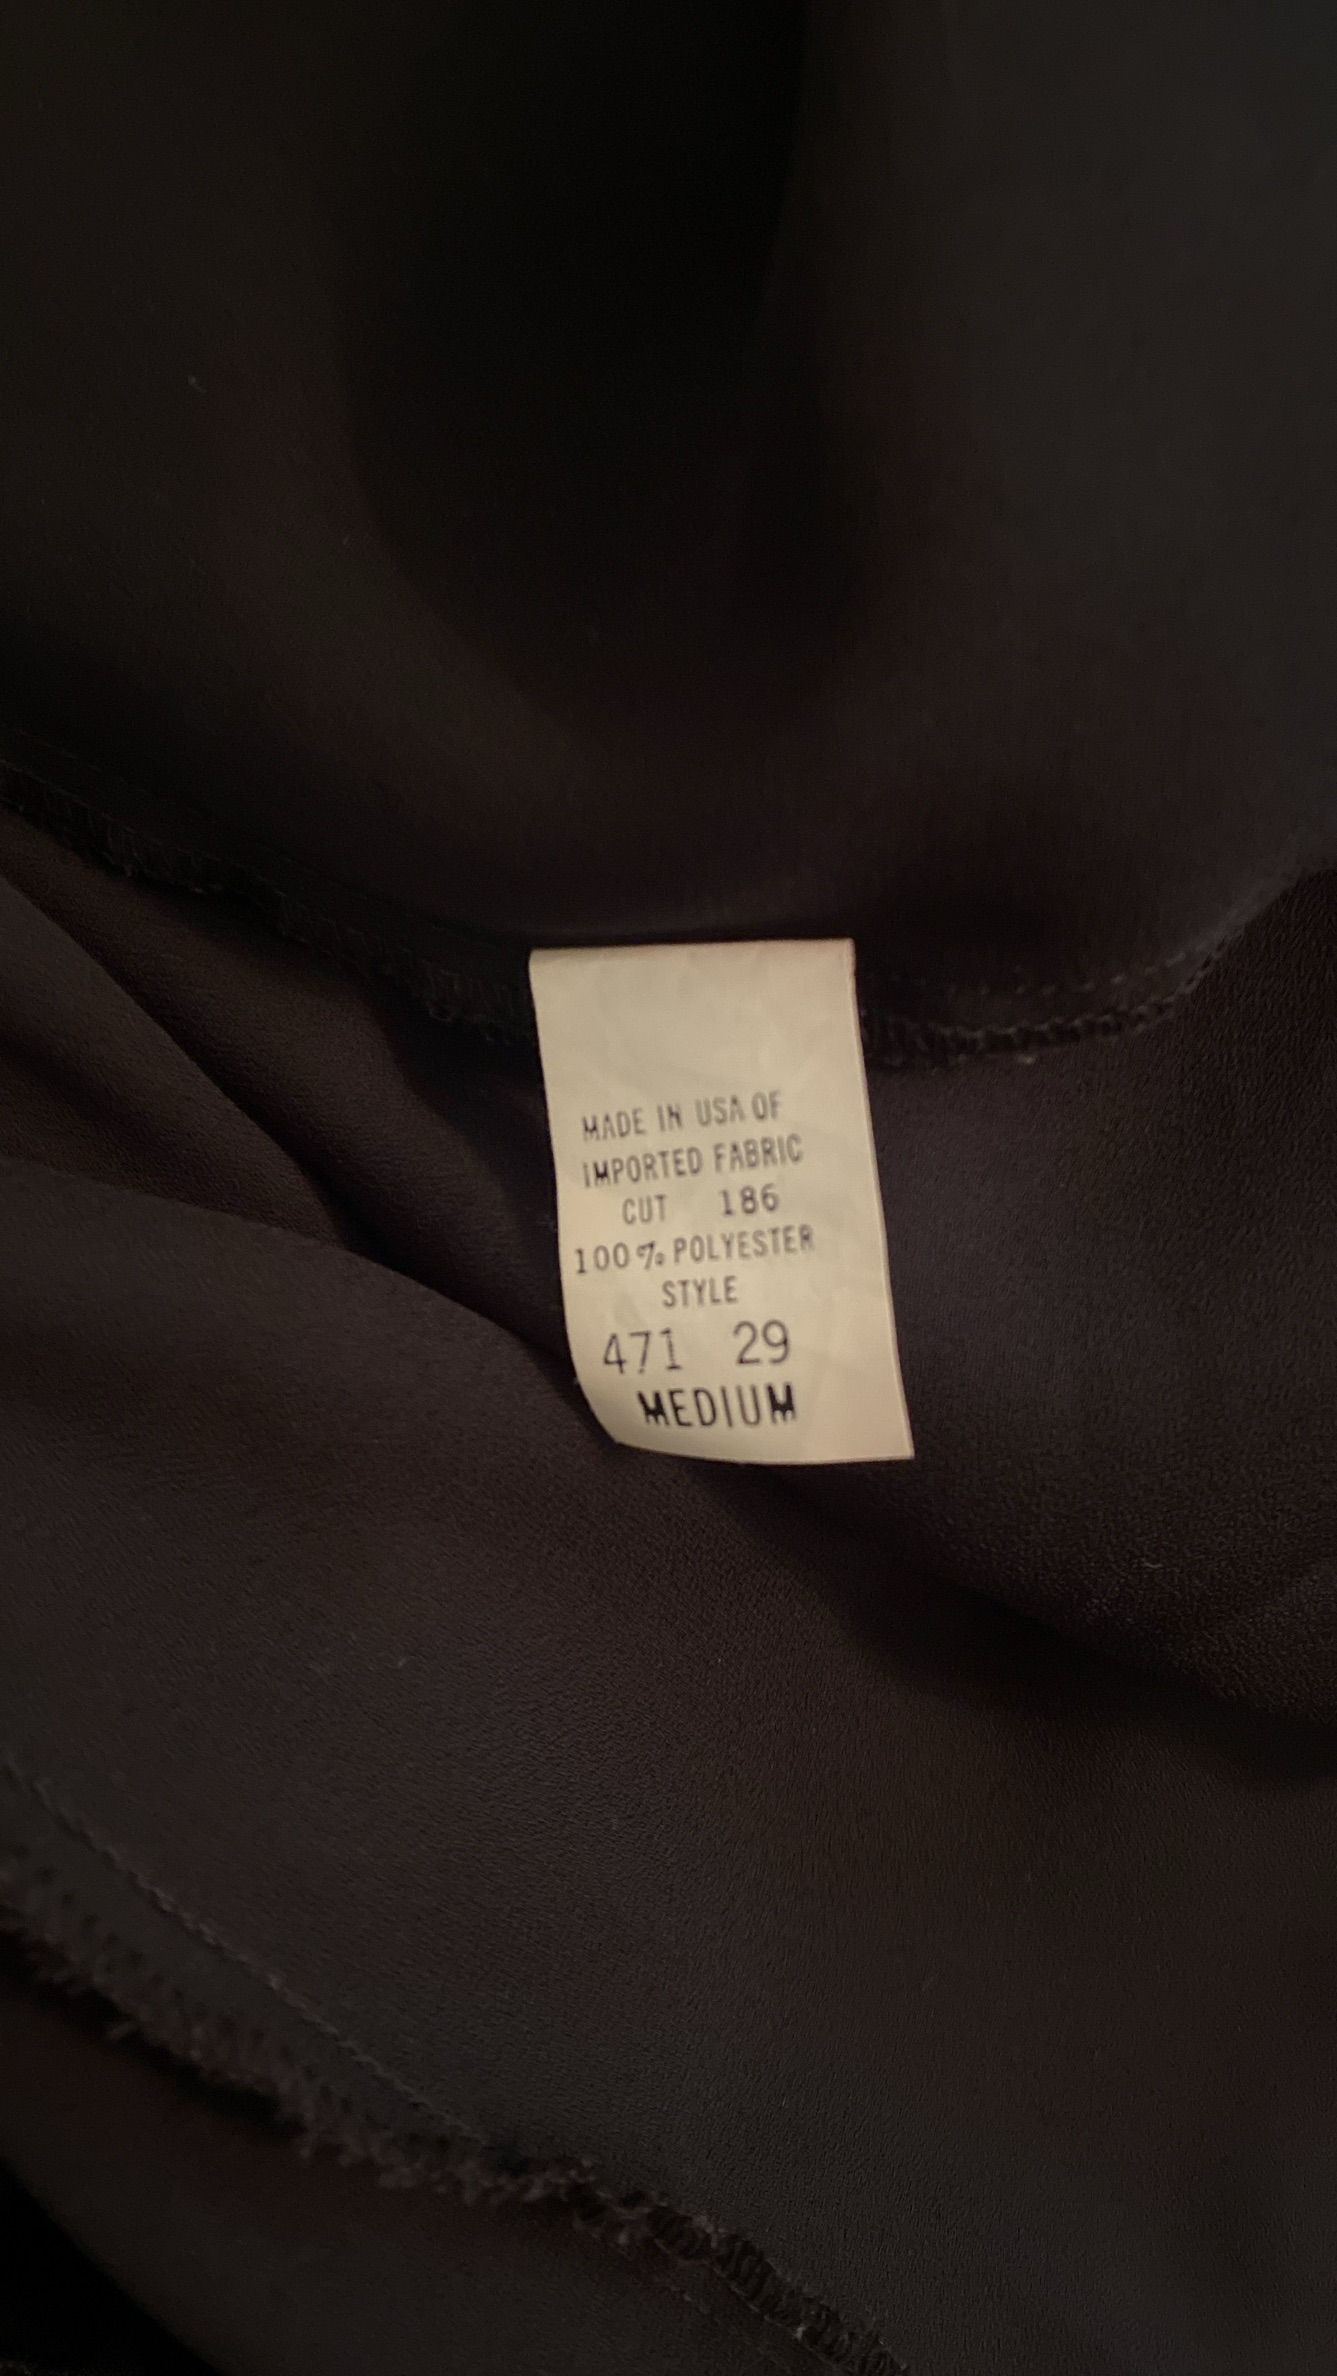 MADE IN USA OF
IMPORTED FABRIC
CUT 186
100% POLYESTER
STYLE
471 29
MEDIUM